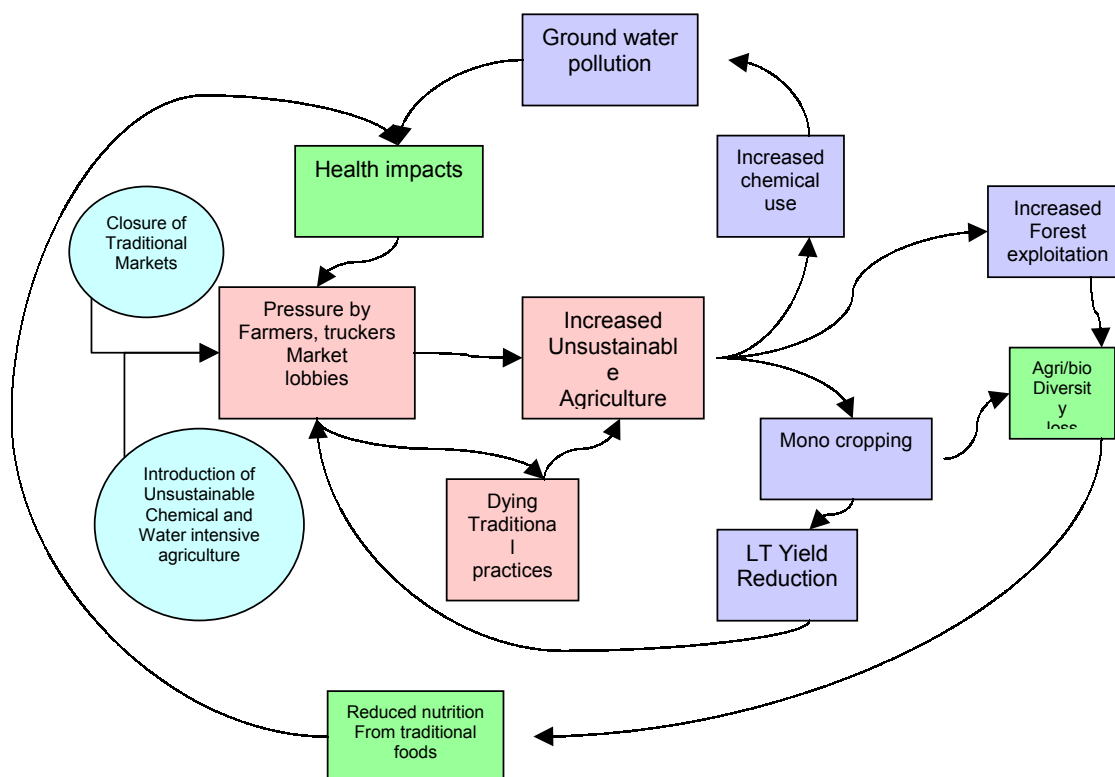 Ground water
pollution
Health impacts
Increased
chemical
use
Increased
Forest
exploitation
Closure of
Traditional
Markets
Pressure by
Farmers, truckers
Market
lobbies
Increased
Unsustainabl
e
Agriculture
Agri/bio
Diversit
y
loss
Mono cropping
Introduction of
Unsustainable
Chemical and
Water intensive
agriculture
Dying
Traditiona
l
practices
LT Yield
Reduction
Reduced nutrition
From traditional
foods